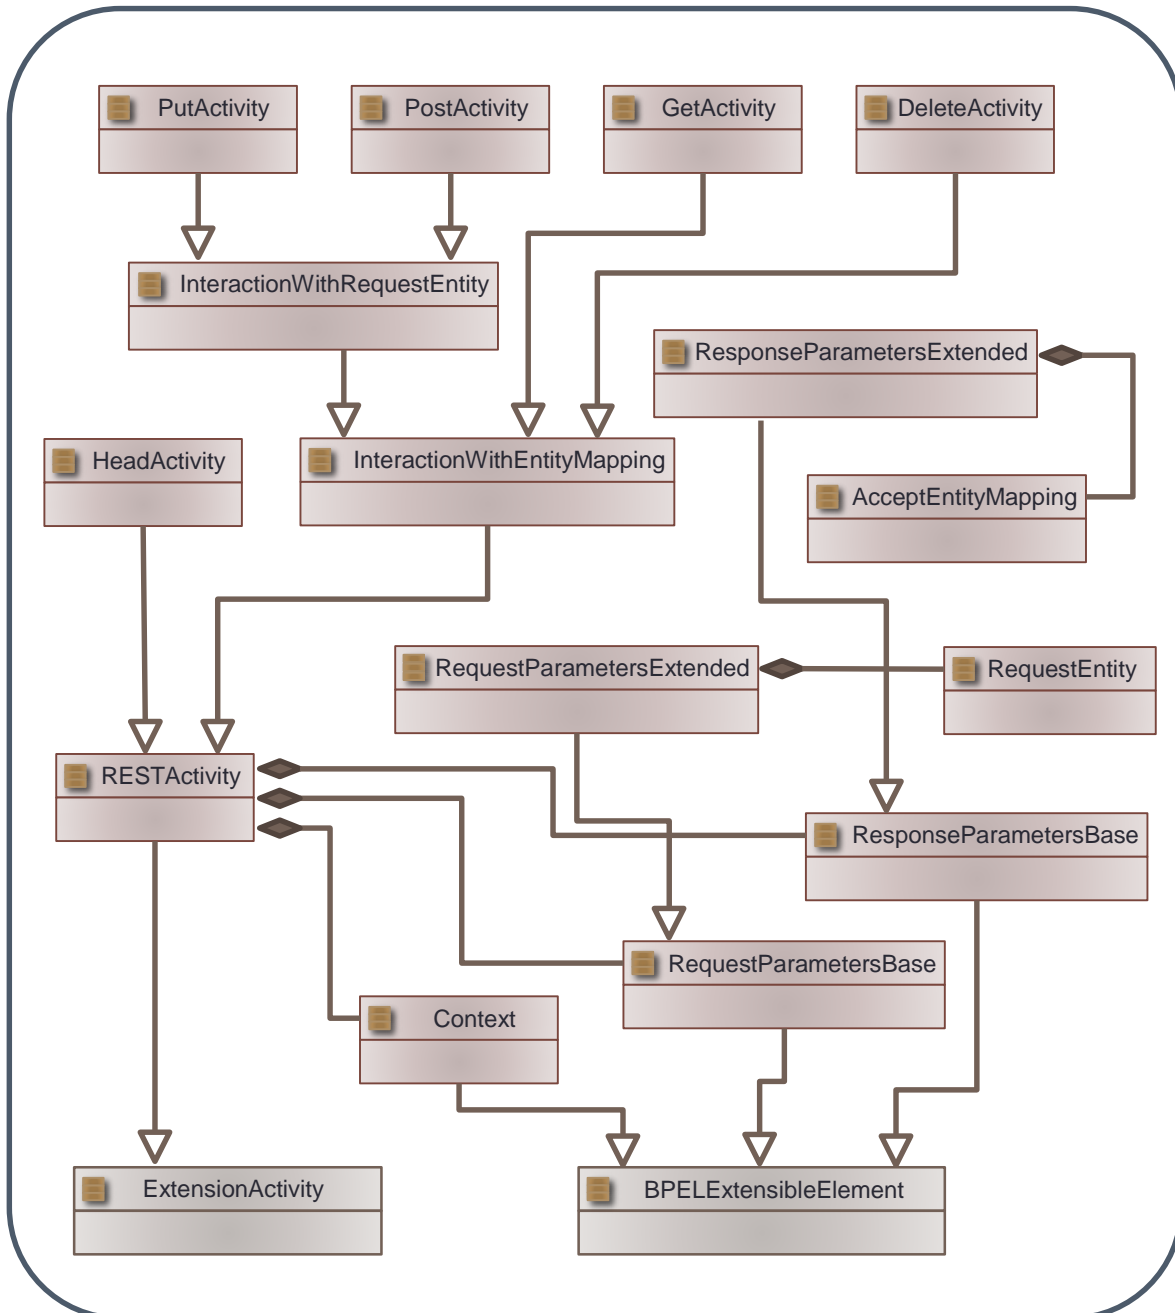 PutActivity
PostActivity
GetActivity
DeleteActivity
InteractionWithRequestEntity
ResponseParametersExtended
HeadActivity
InteractionWithEntityMapping
AcceptEntityMapping
RequestParametersExtended
RequestEntity
RESTActivity
ResponseParametersBase
RequestParametersBase
Context
ExtensionActivity
BPELExtensibleElement